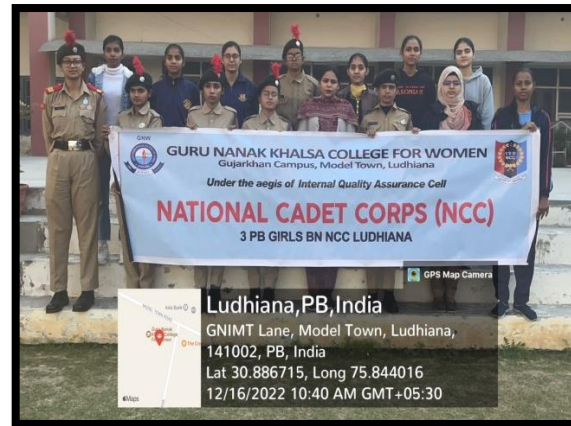 GNKW
GURU NANAK KHALSA COLLEGE FOR WOMEN
Gujarkhan Campus, Model Town, Ludhiana
Under the aegis of Internal Quality Assurance Cell
NATIONAL CADET CORPS (NCC)
3 PB GIRLS BN NCC LUDHIANA
NCC
GPS Map Camera
Ludhiana,PB,India
GNIMT Lane, Model Town, Ludhiana,
141002, PB, India
Lat 30.886715, Long 75.844016
12/16/2022 10:40 AM GMT+05:30
Maps